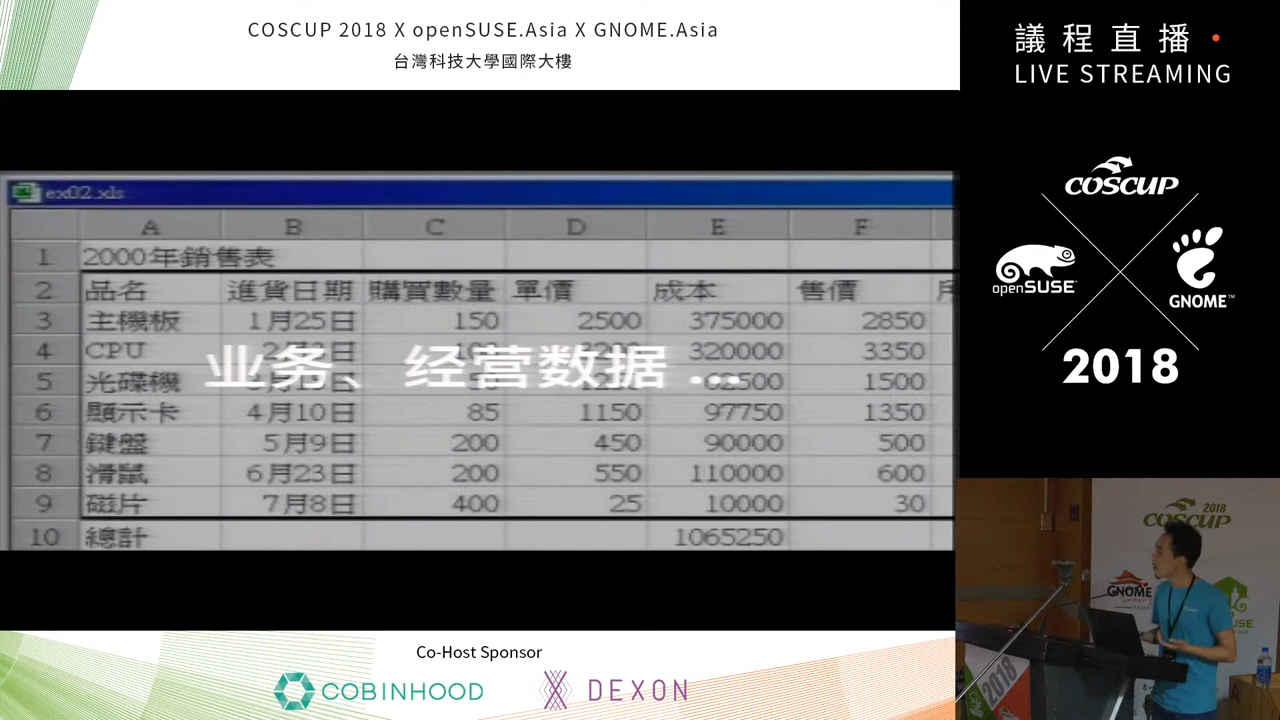 COSCUP 2018 X openSUSE.Asia X GNOME.Asia
台灣科技大學國際大樓
議程直播
LIVE STREAMING
COSCUP
openSUSE
GNOME™
2018
ex02.xls
A B C D E F
1 2000年銷售表
2 品名 進貨日期 購買數量 單價 成本 售價
3 主機板 1月25日 150 2500 375000 2850
4 CPU 320000 3350
业务、经营数据 ...
5 光碟機 1500
6 顯示卡 4月10日 85 1150 97750 1350
7 鍵盤 5月9日 200 450 90000 500
8 滑鼠 6月23日 200 550 110000 600
9 磁片 7月8日 400 25 10000 30
10 總計 1065250
2018
COSCUP
GNOME
2018
Co-Host Sponsor
COBINHOOD
DEXON